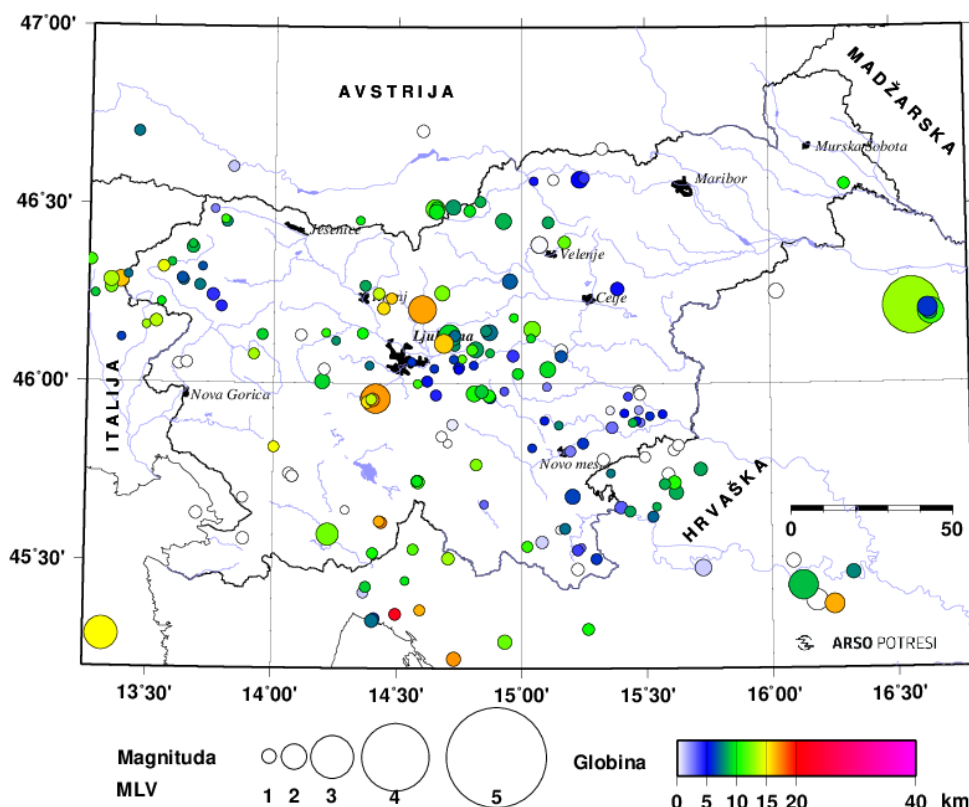 47°00'
46°30'
46°00'
45°30'
AVSTRIJA
MADŽARSKA
Murska Sobota
Maribor
Jesenice
Velenje
Kranj
Celje
Ljubljana
ITALIJA
Nova Gorica
Novo mesto
HRVAŠKA
0 50
ARSO POTRESI
13°30' 14°00' 14°30' 15°00' 15°30' 16°00' 16°30'
Magnituda
MLV
1 2 3 4 5
Globina
0 5 10 15 20 40 km